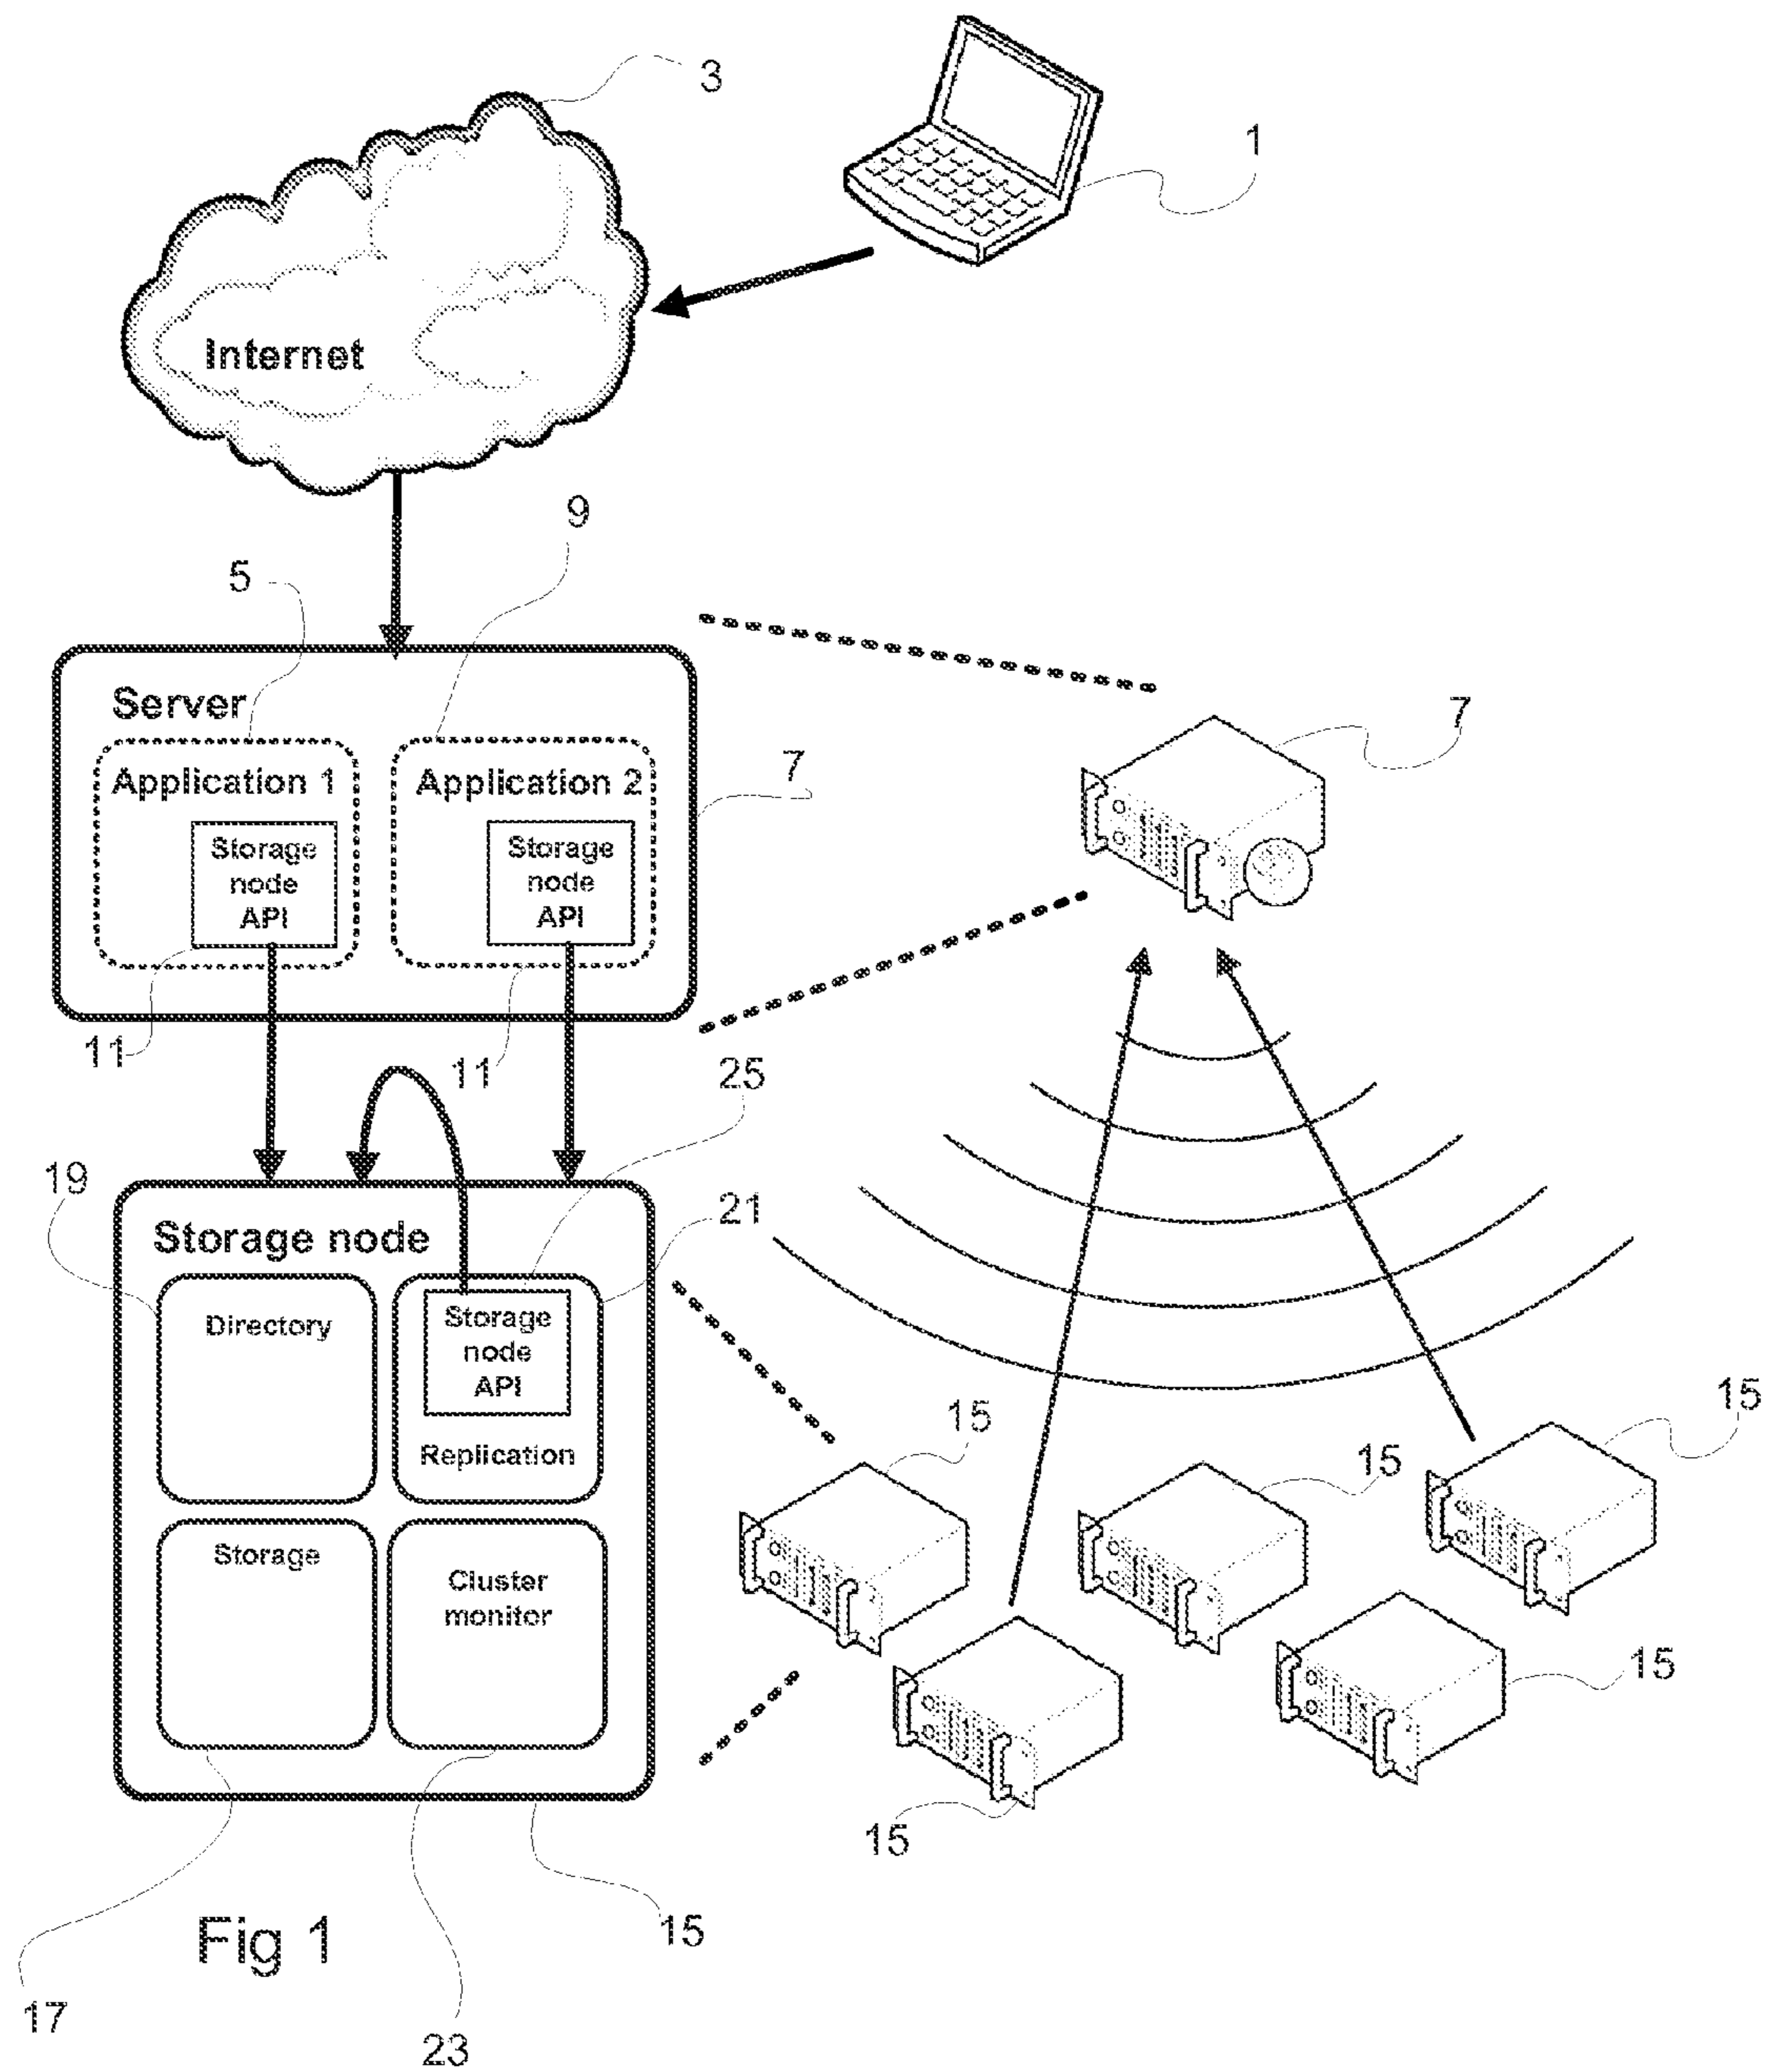 3
1
Internet
9
5
Server
7
7
Application 1
Application 2
Storage
node
API
Storage
node
API
11
11
25
19
21
Storage node
Directory
Storage
node
API
Replication
15
15
15
Storage
Cluster
monitor
15
15
15
Fig 1
17
23